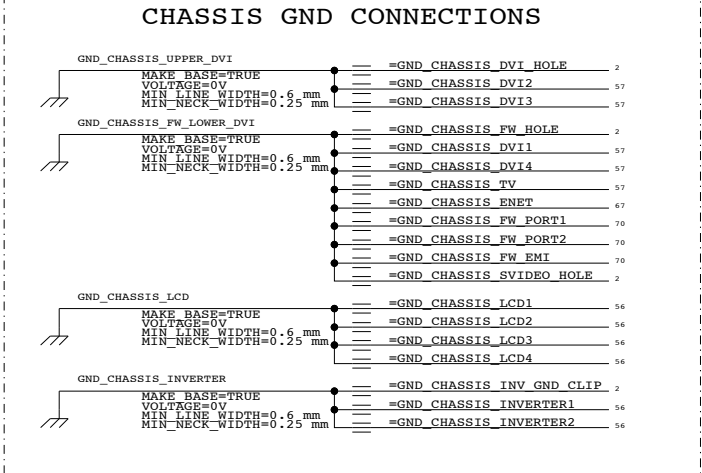 CHASSIS GND CONNECTIONS
GND_CHASSIS_UPPER_DVI
MAKE_BASE=TRUE
VOLTAGE=0V
MIN_LINE_WIDTH=0.6 mm
MIN_NECK_WIDTH=0.25 mm
=GND_CHASSIS_DVI_HOLE 2
=GND_CHASSIS_DVI2 57
=GND_CHASSIS_DVI3 57
GND_CHASSIS_FW_LOWER_DVI
MAKE_BASE=TRUE
VOLTAGE=0V
MIN_LINE_WIDTH=0.6 mm
MIN_NECK_WIDTH=0.25 mm
=GND_CHASSIS_FW_HOLE 2
=GND_CHASSIS_DVI1 57
=GND_CHASSIS_DVI4 57
=GND_CHASSIS_TV 57
=GND_CHASSIS_ENET 67
=GND_CHASSIS_FW_PORT1 70
=GND_CHASSIS_FW_PORT2 70
=GND_CHASSIS_FW_EMI 70
=GND_CHASSIS_SVIDEO_HOLE 2
GND_CHASSIS_LCD
MAKE_BASE=TRUE
VOLTAGE=0V
MIN_LINE_WIDTH=0.6 mm
MIN_NECK_WIDTH=0.25 mm
=GND_CHASSIS_LCD1 56
=GND_CHASSIS_LCD2 56
=GND_CHASSIS_LCD3 56
=GND_CHASSIS_LCD4 56
GND_CHASSIS_INVERTER
MAKE_BASE=TRUE
VOLTAGE=0V
MIN_LINE_WIDTH=0.6 mm
MIN_NECK_WIDTH=0.25 mm
=GND_CHASSIS_INV_GND_CLIP 2
=GND_CHASSIS_INVERTER1 56
=GND_CHASSIS_INVERTER2 56